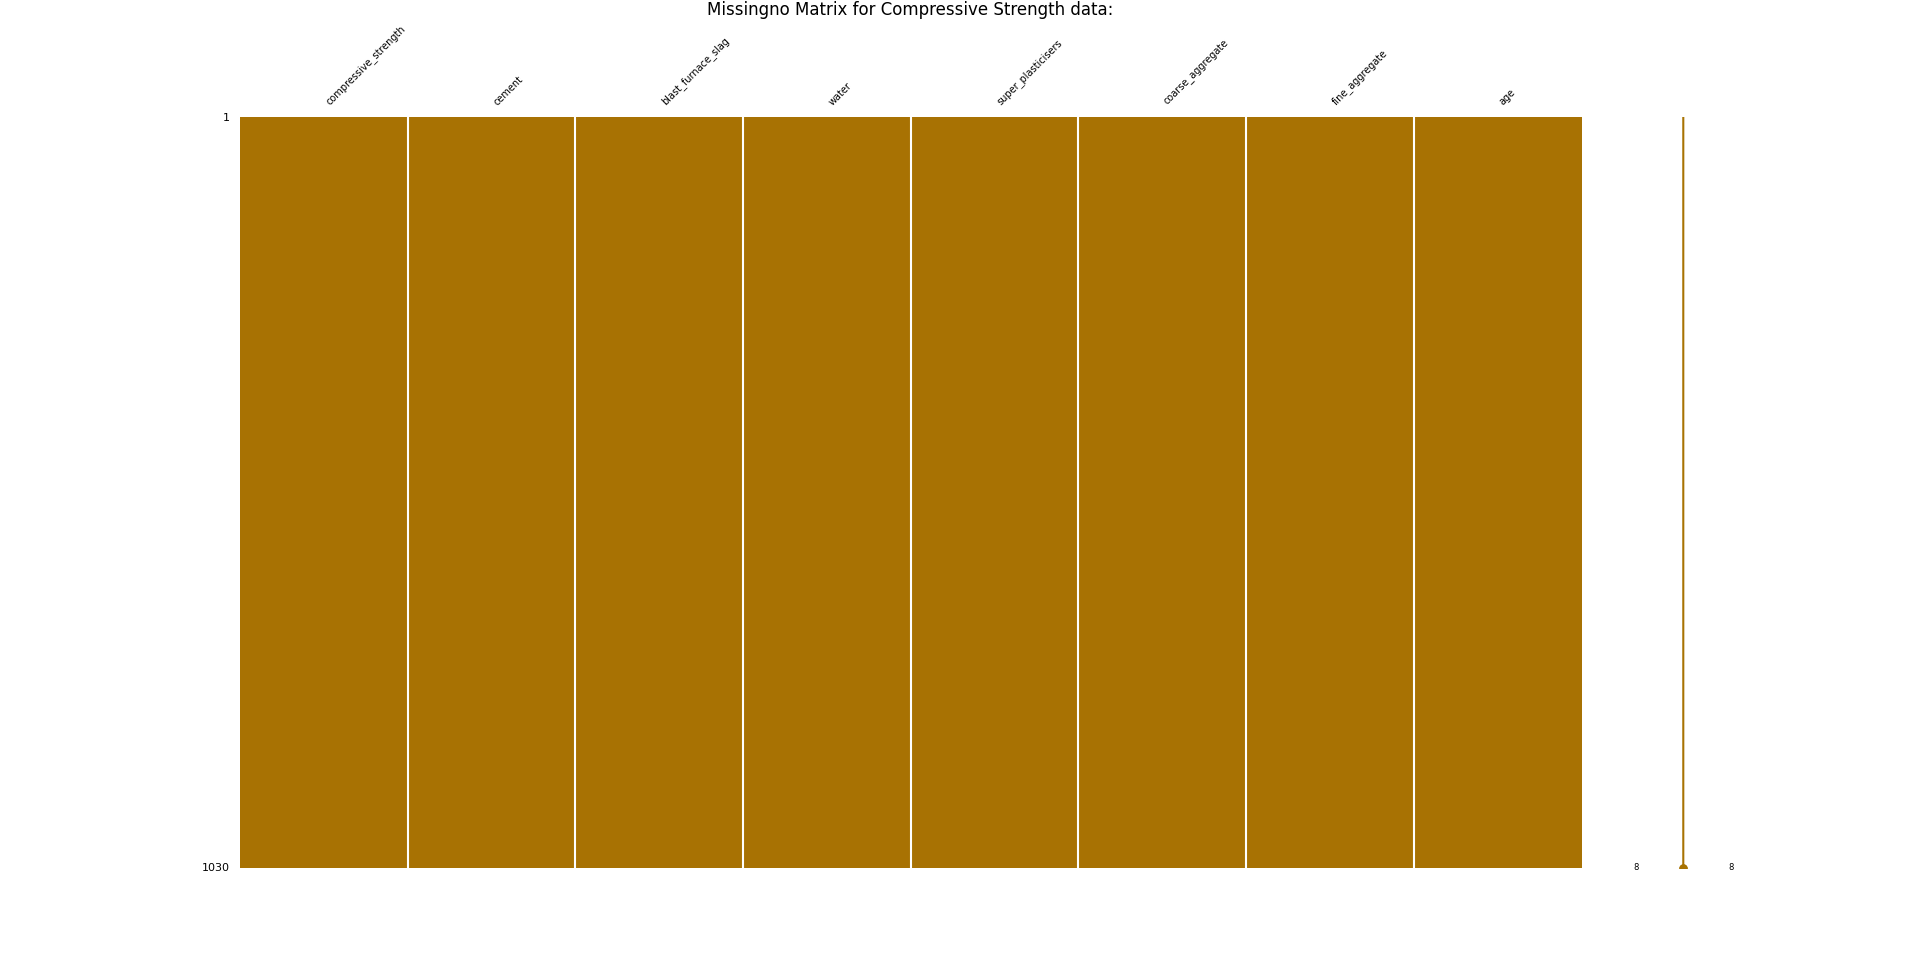 Missingno Matrix for Compressive Strength data:
compressive_strength
cement
blast_furnace_slag
water
super_plasticisers
coarse_aggregate
fine_aggregate
age
1
1030
8
8